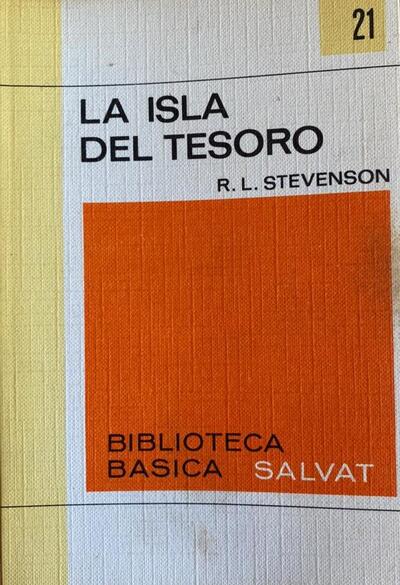 21
LA ISLA
DEL TESORO
R. L. STEVENSON
BIBLIOTECA
BASICA SALVAT